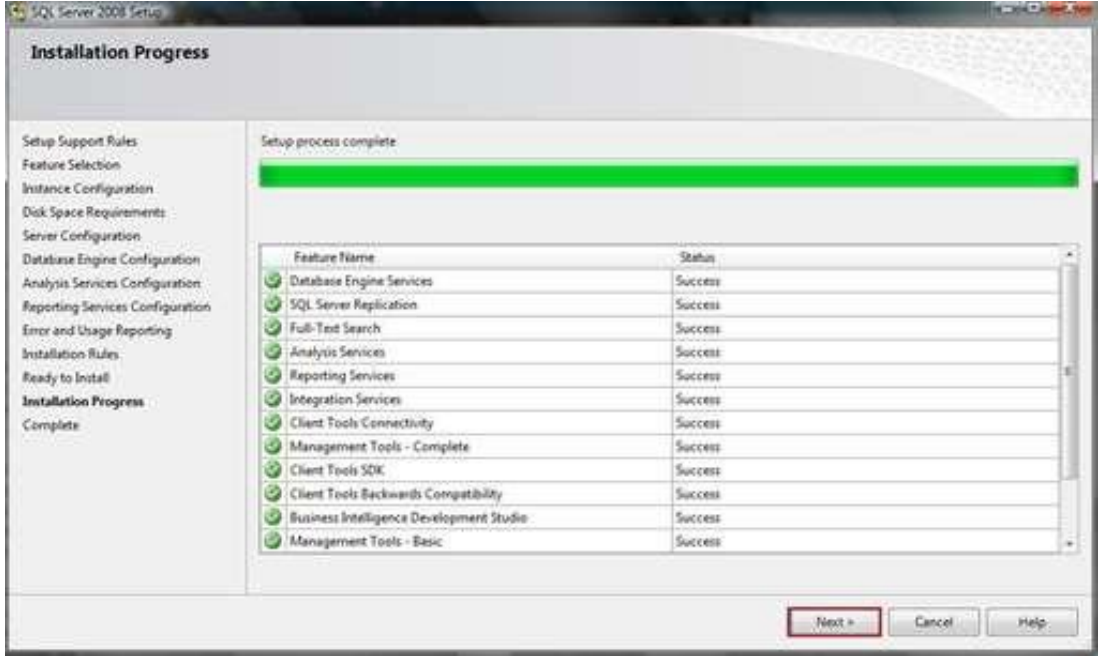 SQL Server 2008 Setup
Installation Progress
Setup Support Rules
Feature Selection
Instance Configuration
Disk Space Requirements
Server Configuration
Database Engine Configuration
Analysis Services Configuration
Reporting Services Configuration
Error and Usage Reporting
Installation Rules
Ready to Install
Installation Progress
Complete
Setup process complete
Feature Name Status
Database Engine Services Success
SQL Server Replication Success
Full-Text Search Success
Analysis Services Success
Reporting Services Success
Integration Services Success
Client Tools Connectivity Success
Management Tools - Complete Success
Client Tools SDK Success
Client Tools Backwards Compatibility Success
Business Intelligence Development Studio Success
Management Tools - Basic Success
Next >
Cancel
Help